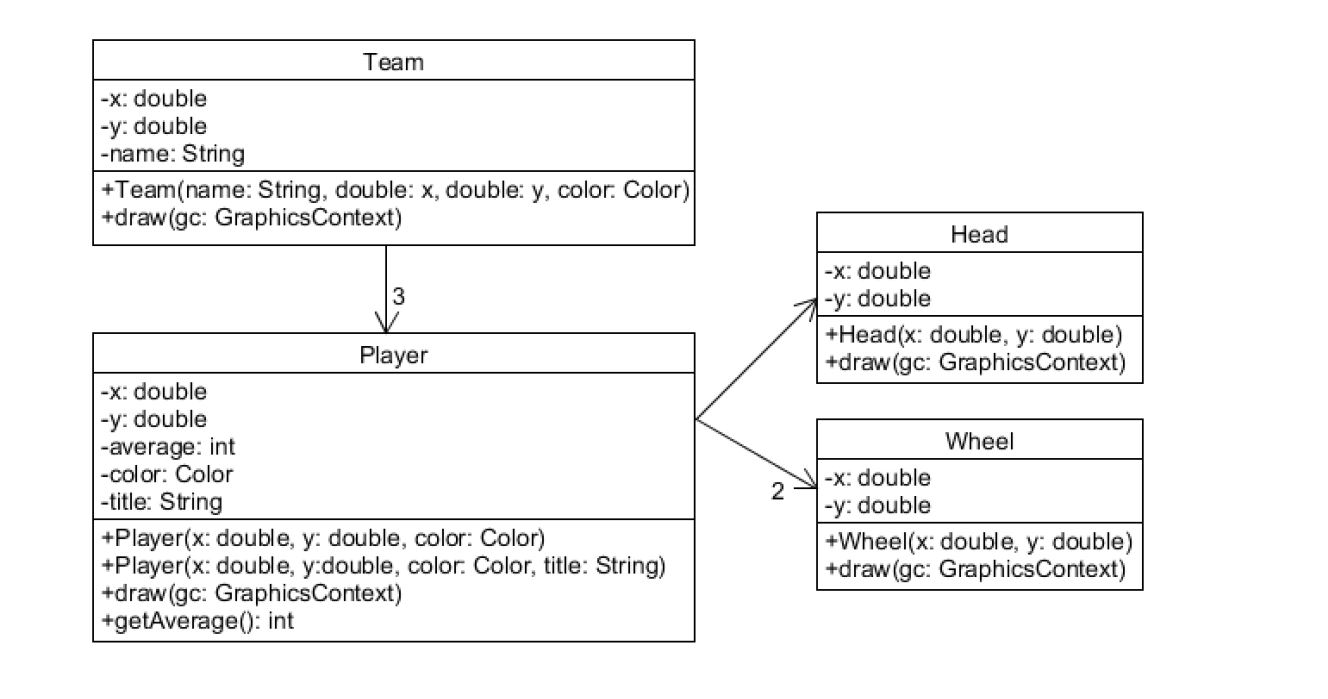 Team
-x: double
-y: double
-name: String
+Team(name: String, double: x, double: y, color: Color)
+draw(gc: GraphicsContext)
3
Player
-x: double
-y: double
-average: int
-color: Color
-title: String
+Player(x: double, y: double, color: Color)
+Player(x: double, y:double, color: Color, title: String)
+draw(gc: GraphicsContext)
+getAverage(): int
Head
-x: double
-y: double
+Head(x: double, y: double)
+draw(gc: GraphicsContext)
2
Wheel
-x: double
-y: double
+Wheel(x: double, y: double)
+draw(gc: GraphicsContext)